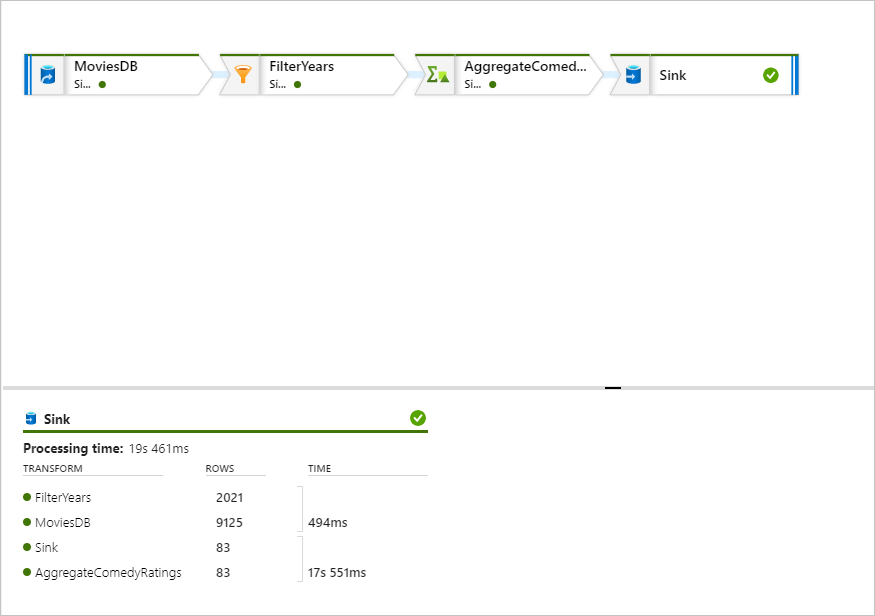 MoviesDB
Si...
FilterYears
Si...
AggregateComed...
Si...
Sink
Sink
Processing time: 19s 461ms
TRANSFORM ROWS TIME
FilterYears 2021
MoviesDB 9125 494ms
Sink 83
AggregateComedyRatings 83 17s 551ms